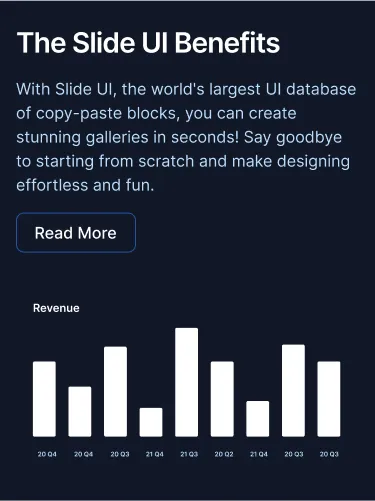 The Slide UI Benefits
With Slide UI, the world's largest UI database
of copy-paste blocks, you can create
stunning galleries in seconds! Say goodbye
to starting from scratch and make designing
effortless and fun.
Read More
Revenue
20 Q4 20 Q4 20 Q3 21 Q4 21 Q3 20 Q2 21 Q4 20 Q3 20 Q3